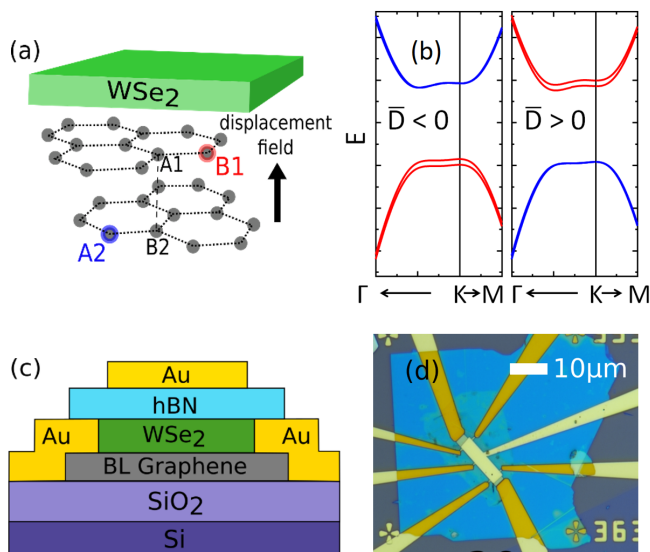 (a)
WSe2
displacement
field
A1
B1
B2
A2
(b)
E
D̅ < 0
D̅ > 0
Γ ← K→M Γ ← K→M
(c)
Au
hBN
Au WSe2 Au
BL Graphene
SiO2
Si
(d)
10μm
363